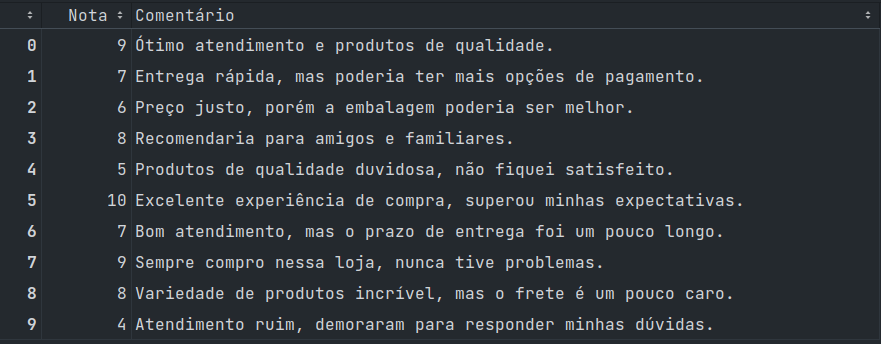 Nota Comentário
0 9 Ótimo atendimento e produtos de qualidade.
1 7 Entrega rápida, mas poderia ter mais opções de pagamento.
2 6 Preço justo, porém a embalagem poderia ser melhor.
3 8 Recomendaria para amigos e familiares.
4 5 Produtos de qualidade duvidosa, não fiquei satisfeito.
5 10 Excelente experiência de compra, superou minhas expectativas.
6 7 Bom atendimento, mas o prazo de entrega foi um pouco longo.
7 9 Sempre compro nessa loja, nunca tive problemas.
8 8 Variedade de produtos incrível, mas o frete é um pouco caro.
9 4 Atendimento ruim, demoraram para responder minhas dúvidas.